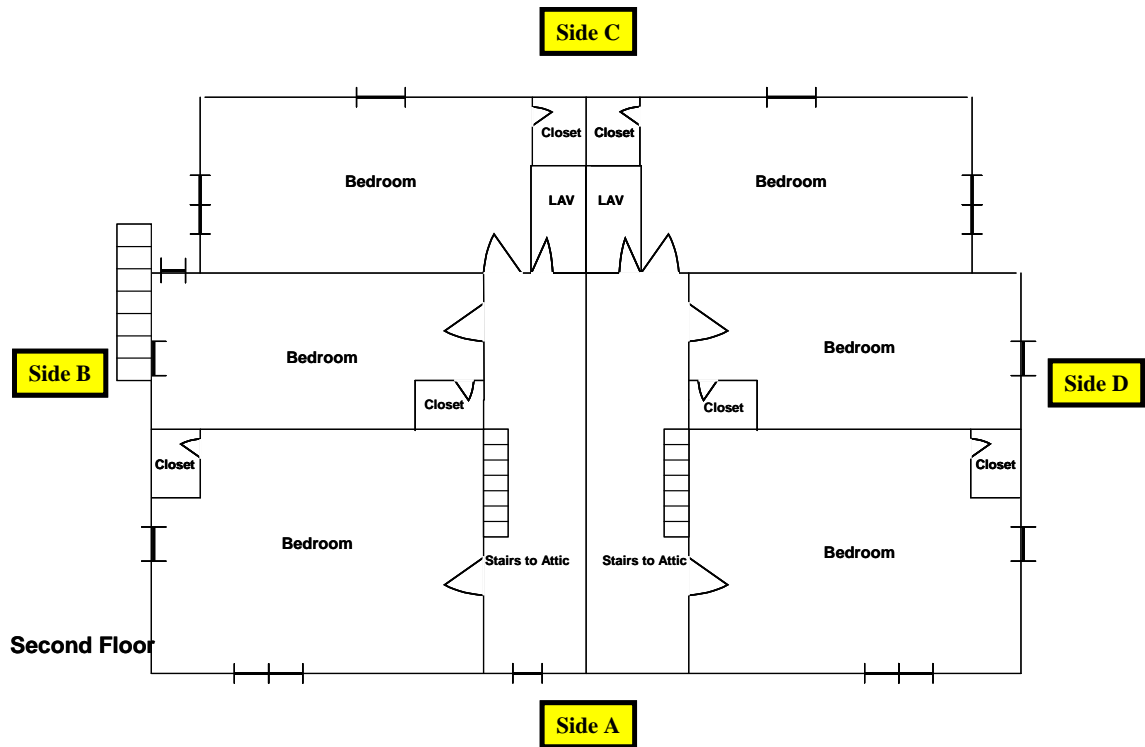 Side C
Closet
Closet
Bedroom
Bedroom
LAV
LAV
Bedroom
Bedroom
Side B
Side D
Closet
Closet
Closet
Closet
Bedroom
Bedroom
Stairs to Attic
Stairs to Attic
Second Floor
Side A